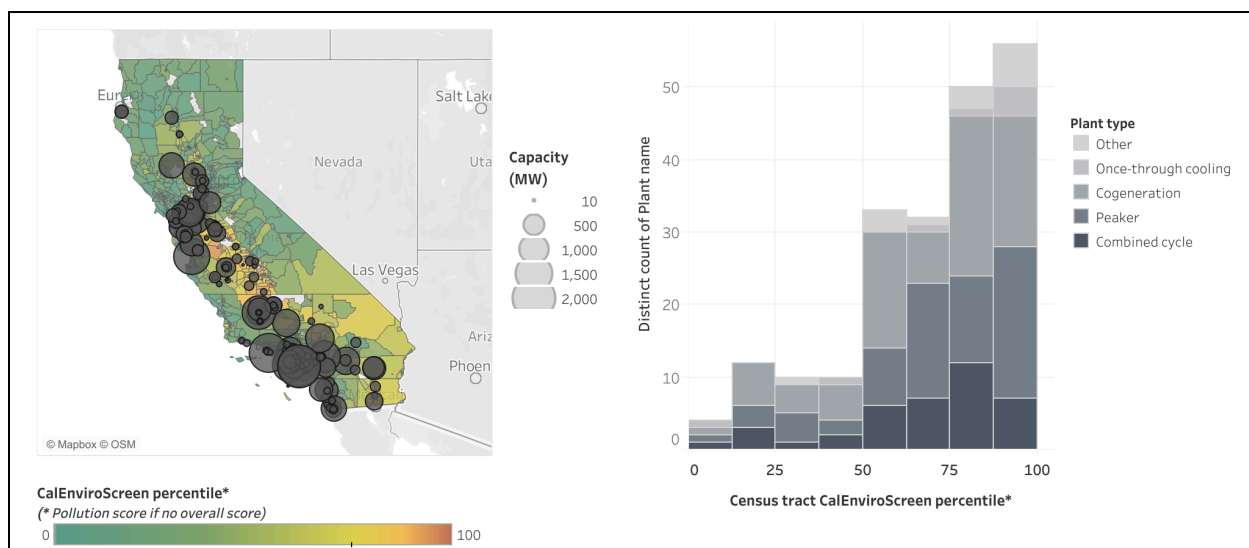 Eur
Salt Lake
Nevada
Uta
Las Vegas
Ariz
Phoen
© Mapbox © OSM
Capacity
(MW)
10
500
1,000
1,500
2,000
CalEnviroScreen percentile*
(* Pollution score if no overall score)
0
100
Distinct count of Plant name
50
40
30
20
10
0
0
25
50
75
100
Census tract CalEnviroScreen percentile*
Plant type
Other
Once-through cooling
Cogeneration
Peaker
Combined cycle